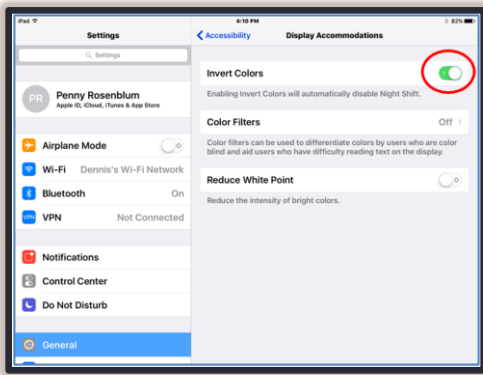 iPad
4:10 PM
82%
Settings
Accessibility
Display Accommodations
Settings
Invert Colors
Enabling Invert Colors will automatically disable Night Shift.
PR
Penny Rosenblum
Apple ID, iCloud, iTunes & App Store
Color Filters
Off
Color filters can be used to differentiate colors by users who are color
blind and aid users who have difficulty reading text on the display.
Airplane Mode
Wi-Fi
Dennis's Wi-Fi Network
Reduce White Point
Reduce the intensity of bright colors.
Bluetooth
On
VPN
VPN
Not Connected
Notifications
Control Center
Do Not Disturb
General